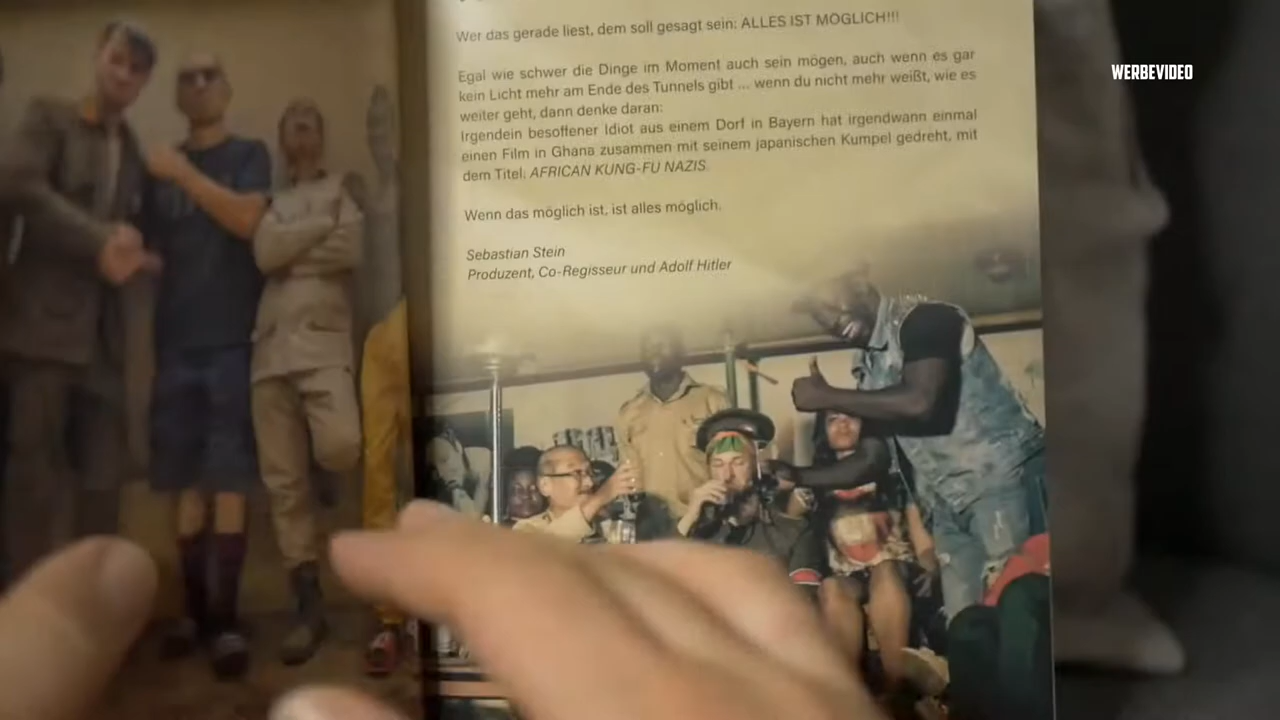 WERBEVIDEO
Wer das gerade liest, dem soll gesagt sein: ALLES IST MÖGLICH!!!
Egal wie schwer die Dinge im Moment auch sein mögen, auch wenn es gar
kein Licht mehr am Ende des Tunnels gibt ... wenn du nicht mehr weißt, wie es
weiter geht, dann denke daran:
Irgendein besoffener Idiot aus einem Dorf in Bayern hat irgendwann einmal
einen Film in Ghana zusammen mit seinem japanischen Kumpel gedreht, mit
dem Titel: AFRICAN KUNG-FU NAZIS.
Wenn das möglich ist, ist alles möglich.
Sebastian Stein
Produzent, Co-Regisseur und Adolf Hitler